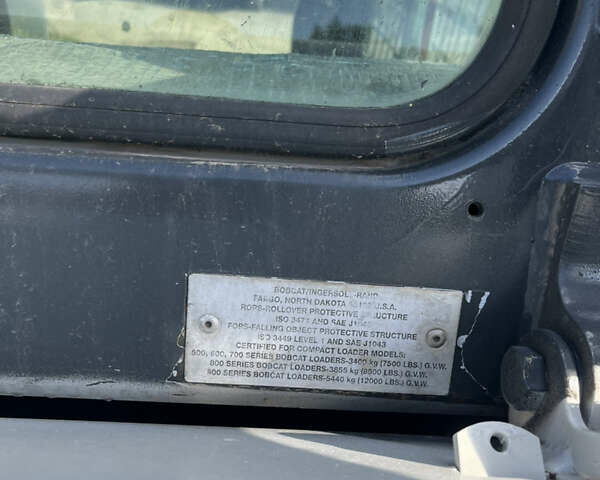 BOBCAT/INGERSOLL-RAND
FARGO, NORTH DAKOTA U.S.A.
ROPS-ROLLOVER PROTECTIVE STRUCTURE
ISO 3471 AND SAE J1040
FOPS-FALLING OBJECT PROTECTIVE STRUCTURE
ISO 3449 LEVEL 1 AND SAE J1043
CERTIFIED FOR COMPACT LOADER MODELS:
500, 600, 700 SERIES BOBCAT LOADERS-3400 kg (7500 LBS.) G.V.W.
800 SERIES BOBCAT LOADERS-3855 kg (8500 LBS.) G.V.W.
900 SERIES BOBCAT LOADERS-5440 kg (12000 LBS.) G.V.W.